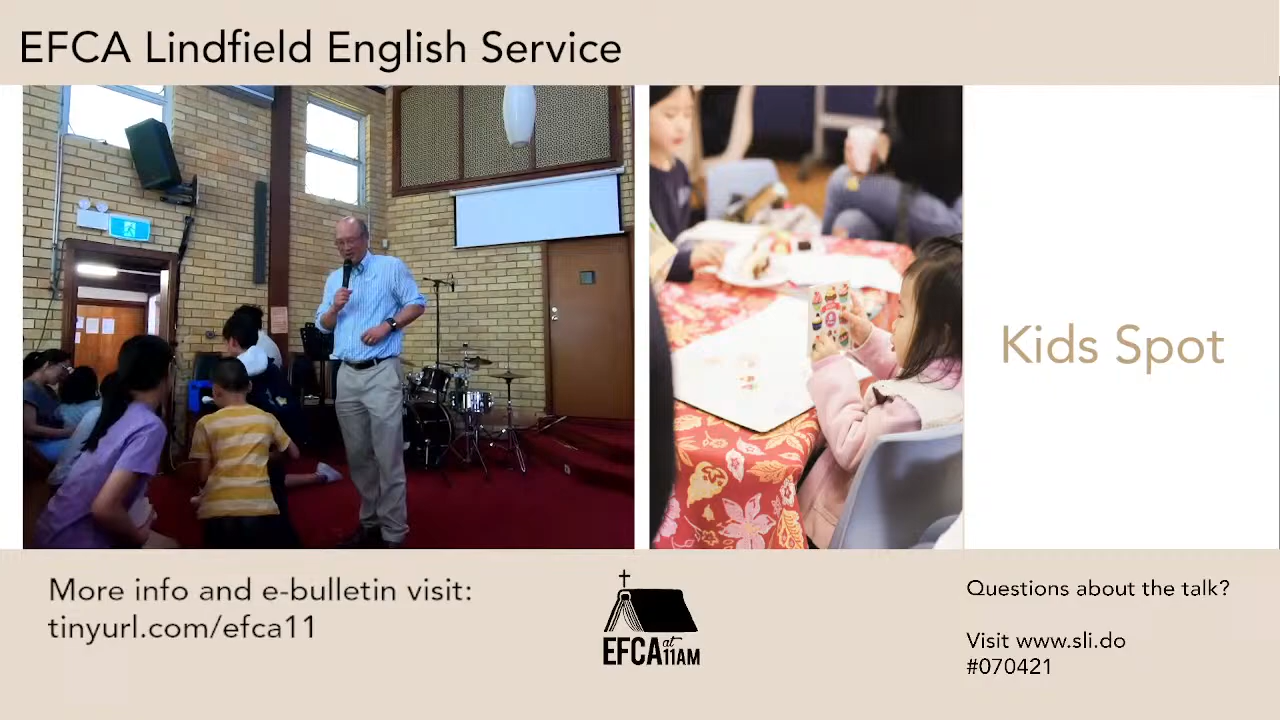 EFCA Lindfield English Service
Kids Spot
More info and e-bulletin visit:
tinyurl.com/efca11
EFCA at 11AM
Questions about the talk?
Visit www.sli.do
#070421